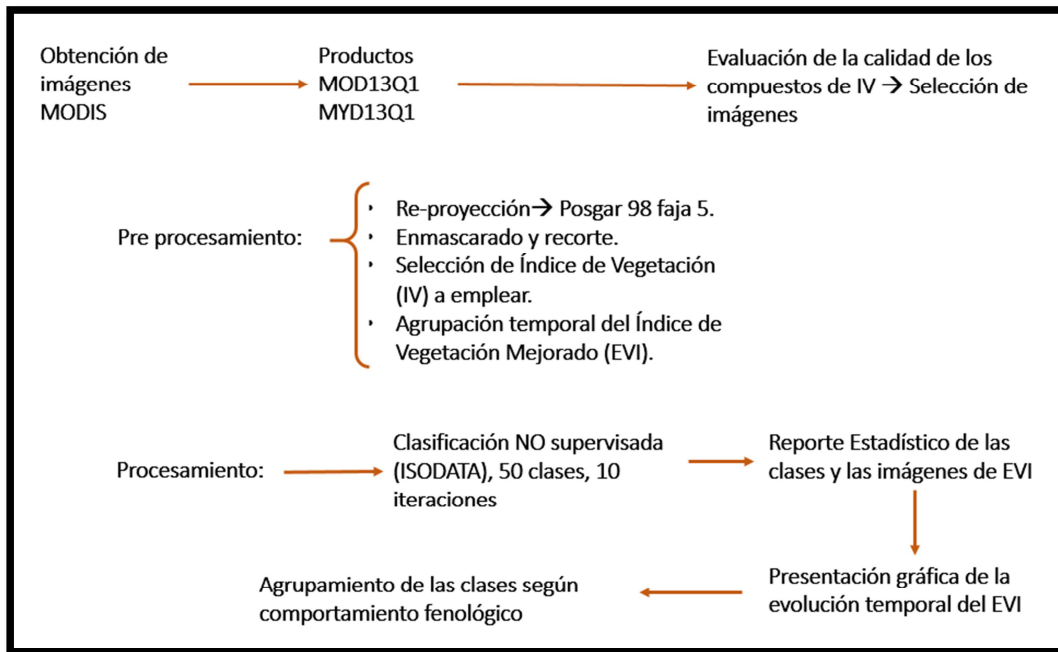 Obtención de
imágenes
MODIS
Productos
MOD13Q1
MYD13Q1
Evaluación de la calidad de los
compuestos de IV → Selección de
imágenes
Pre procesamiento:
• Re-proyección→ Posgar 98 faja 5.
• Enmascarado y recorte.
• Selección de Índice de Vegetación
(IV) a emplear.
• Agrupación temporal del Índice de
Vegetación Mejorado (EVI).
Procesamiento:
Clasificación NO supervisada
(ISODATA), 50 clases, 10
iteraciones
Reporte Estadístico de las
clases y las imágenes de EVI
Presentación gráfica de la
evolución temporal del EVI
Agrupamiento de las clases según
comportamiento fenológico